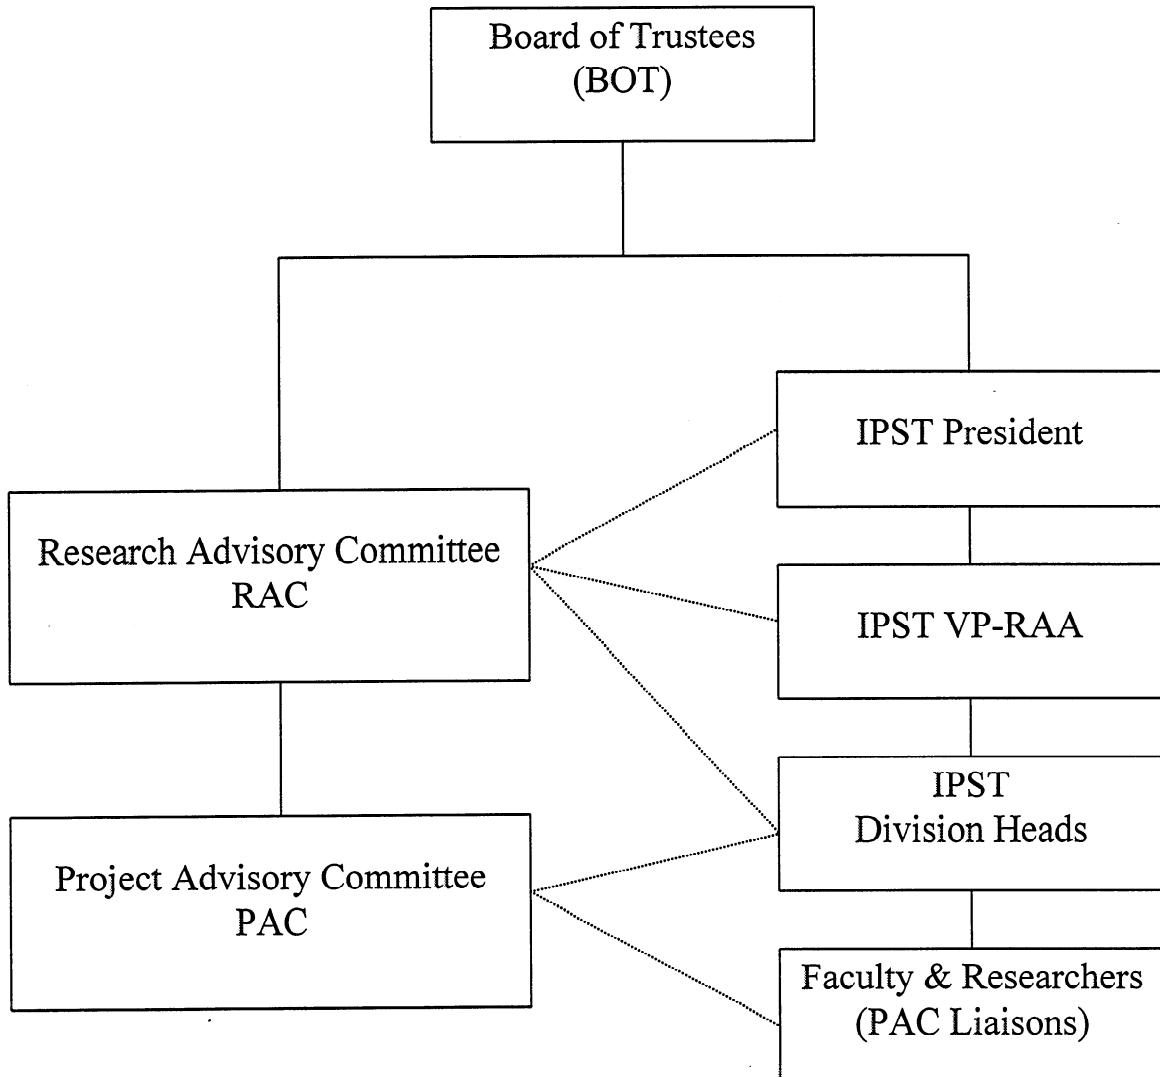 Board of Trustees
(BOT)
IPST President
Research Advisory Committee
RAC
IPST VP-RAA
IPST
Division Heads
Project Advisory Committee
PAC
Faculty & Researchers
(PAC Liaisons)